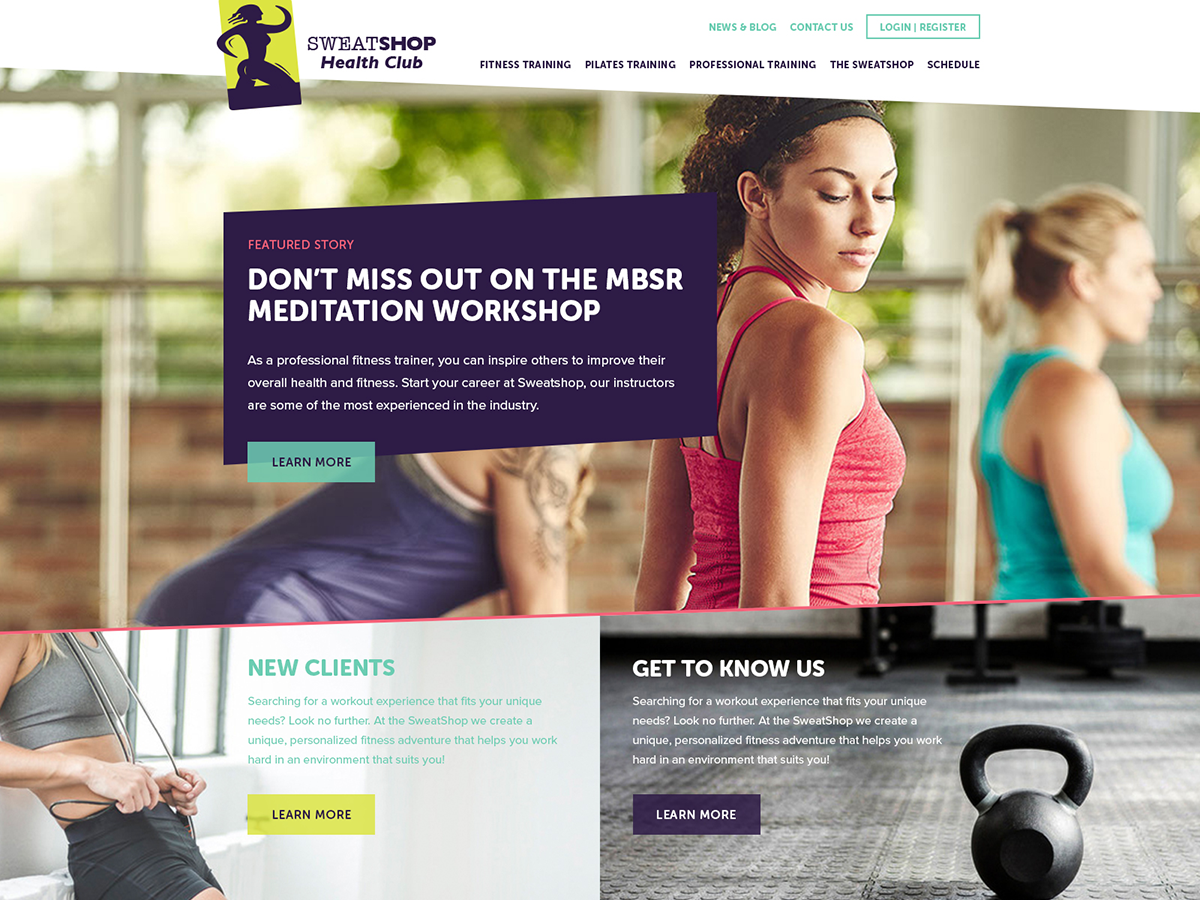 NEWS & BLOG CONTACT US LOGIN | REGISTER
SWEATSHOP
Health Club
FITNESS TRAINING PILATES TRAINING PROFESSIONAL TRAINING THE SWEATSHOP SCHEDULE
FEATURED STORY
DON’T MISS OUT ON THE MBSR
MEDITATION WORKSHOP
As a professional fitness trainer, you can inspire others to improve their
overall health and fitness. Start your career at Sweatshop, our instructors
are some of the most experienced in the industry.
LEARN MORE
NEW CLIENTS
Searching for a workout experience that fits your unique
needs? Look no further. At the SweatShop we create a
unique, personalized fitness adventure that helps you work
hard in an environment that suits you!
LEARN MORE
GET TO KNOW US
Searching for a workout experience that fits your unique
needs? Look no further. At the SweatShop we create a
unique, personalized fitness adventure that helps you work
hard in an environment that suits you!
LEARN MORE